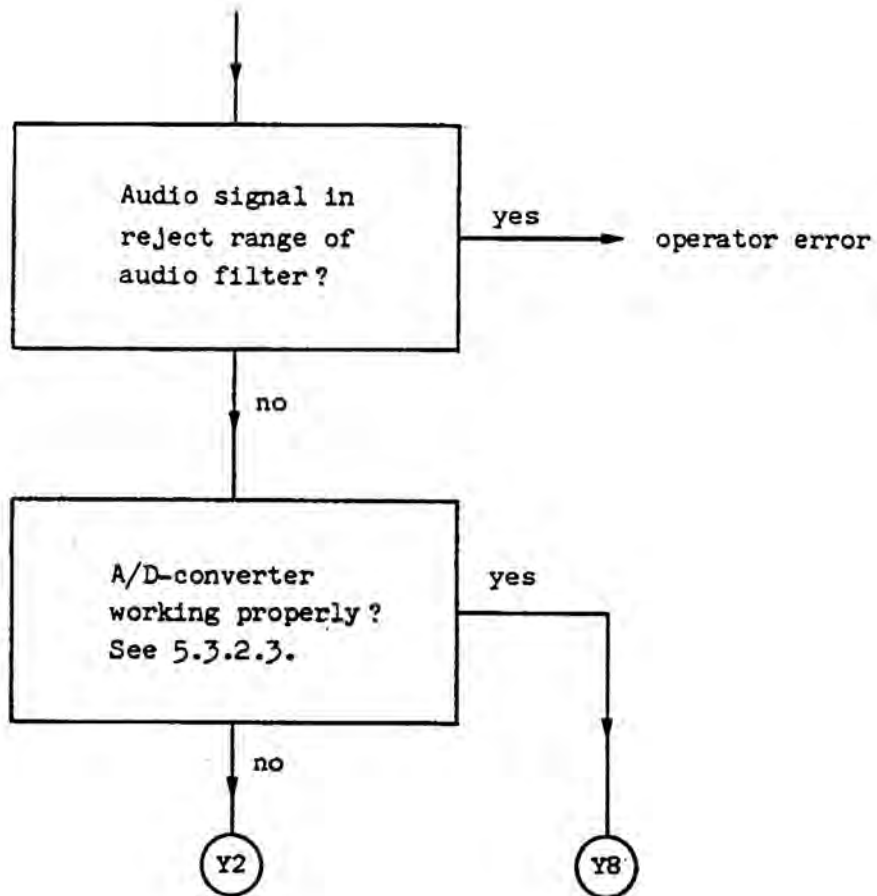 Audio signal in
reject range of
audio filter?
yes
operator error
no
A/D-converter
working properly?
See 5.3.2.3.
yes
no
Y2
Y8